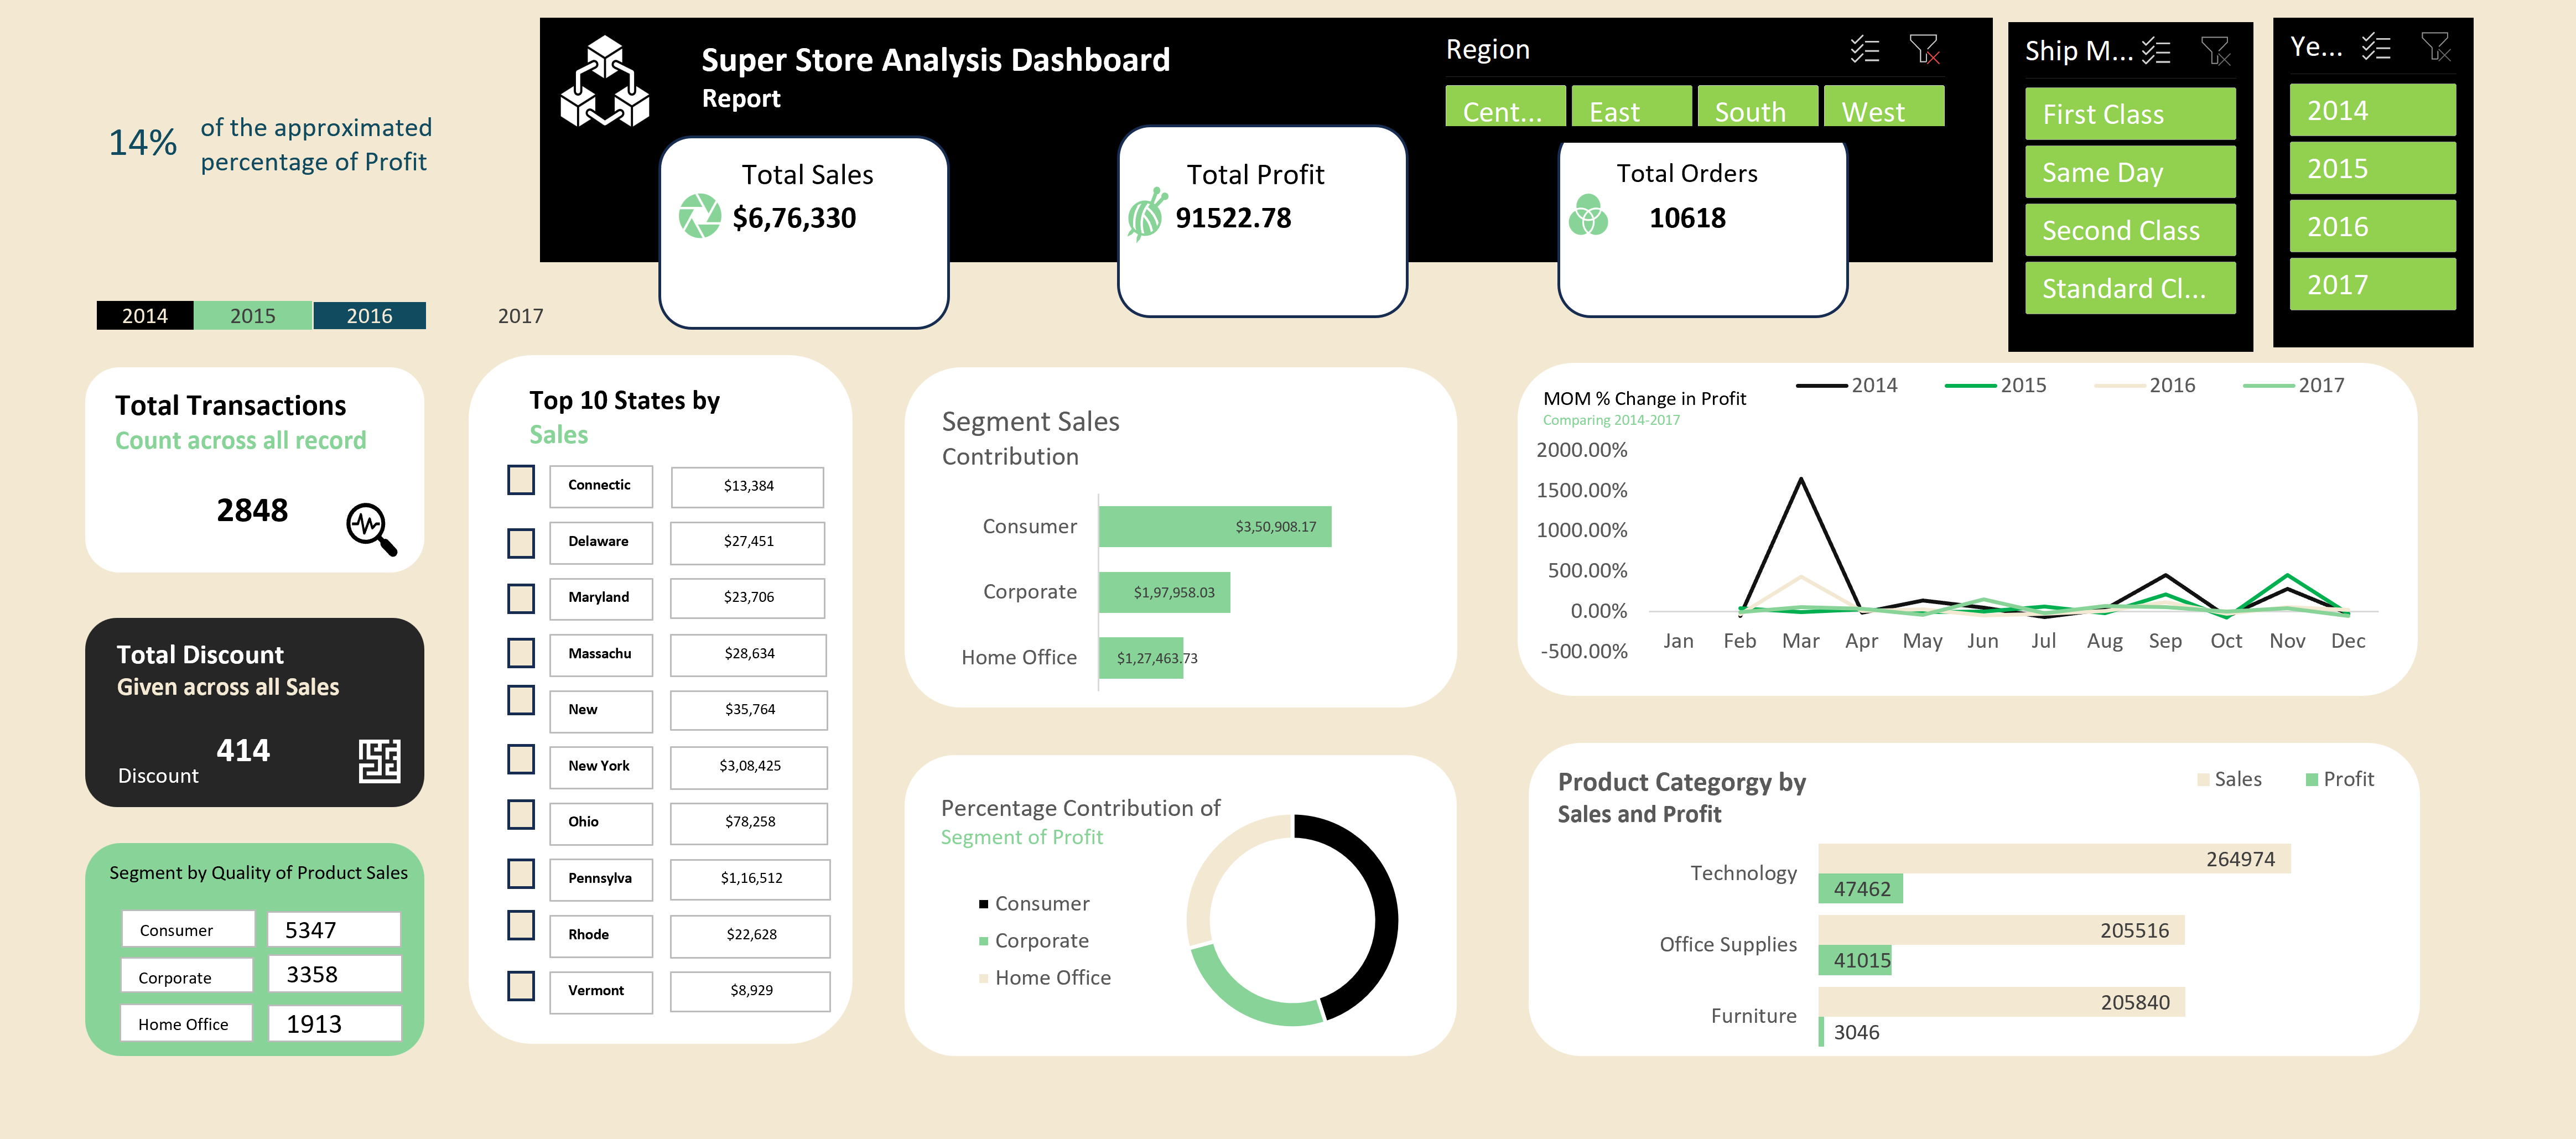 Super Store Analysis Dashboard
Report
Region
Cent...
East
South
West
Ship M...
First Class
Same Day
Second Class
Standard Cl...
Ye...
2014
2015
2016
2017
14%
of the approximated
percentage of Profit
Total Sales
$6,76,330
Total Profit
91522.78
Total Orders
10618
2014
2015
2016
2017
Total Transactions
Count across all record
2848
Total Discount
Given across all Sales
414
Discount
Segment by Quality of Product Sales
Consumer 5347
Corporate 3358
Home Office 1913
Top 10 States by
Sales
Connectic $13,384
Delaware $27,451
Maryland $23,706
Massachu $28,634
New $35,764
New York $3,08,425
Ohio $78,258
Pennsylva $1,16,512
Rhode $22,628
Vermont $8,929
Segment Sales
Contribution
Consumer $3,50,908.17
Corporate $1,97,958.03
Home Office $1,27,463.73
Percentage Contribution of
Segment of Profit
Consumer
Corporate
Home Office
MOM % Change in Profit
Comparing 2014-2017
2014 2015 2016 2017
2000.00%
1500.00%
1000.00%
500.00%
0.00%
-500.00%
Jan Feb Mar Apr May Jun Jul Aug Sep Oct Nov Dec
Product Categorgy by
Sales and Profit
Sales Profit
Technology 264974
47462
Office Supplies 205516
41015
Furniture 205840
3046